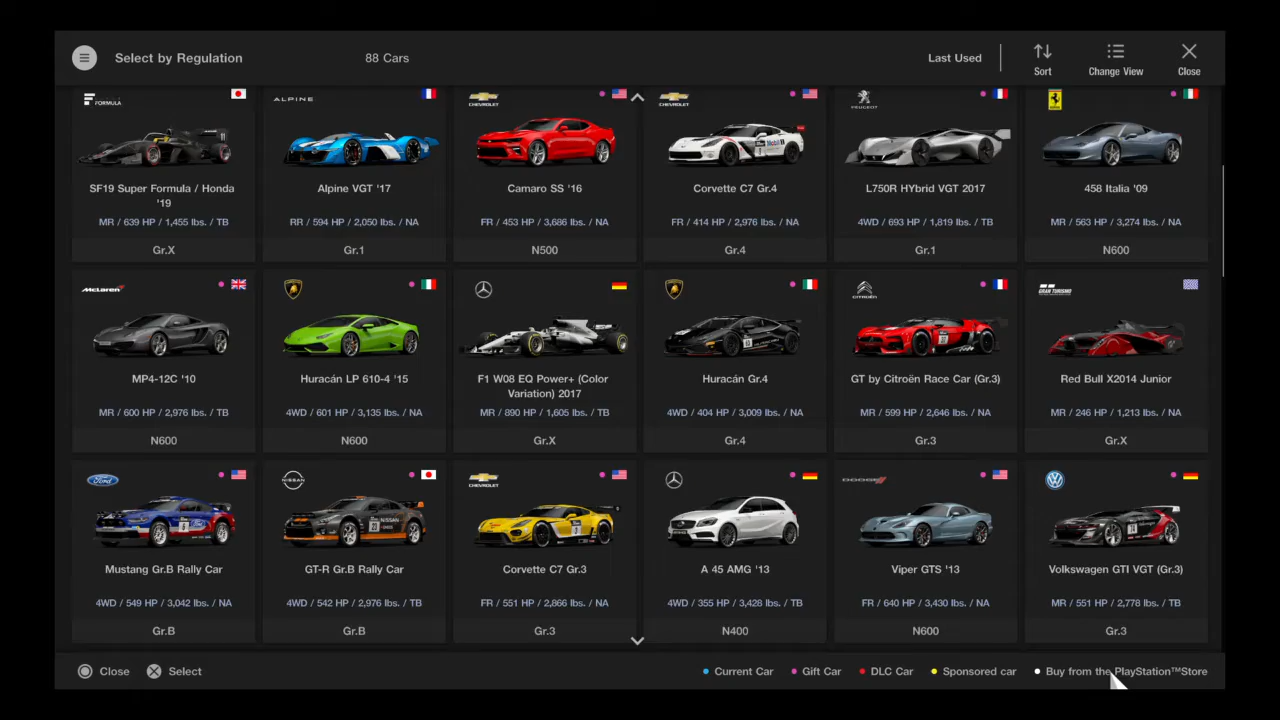 Select by Regulation
88 Cars
Last Used
Sort
Change View
Close
FORMULA
ALPINE
CHEVROLET
CHEVROLET
PEUGEOT
SF19 Super Formula / Honda
'19
MR / 639 HP / 1,455 lbs. / TB
Gr.X
Alpine VGT '17
RR / 594 HP / 2,050 lbs. / NA
Gr.1
Camaro SS '16
FR / 453 HP / 3,686 lbs. / NA
N500
Corvette C7 Gr.4
FR / 414 HP / 2,976 lbs. / NA
Gr.4
L750R HYbrid VGT 2017
4WD / 693 HP / 1,819 lbs. / TB
Gr.1
458 Italia '09
MR / 563 HP / 3,274 lbs. / NA
N600
McLaren
MP4-12C '10
MR / 600 HP / 2,976 lbs. / TB
N600
Huracán LP 610-4 '15
4WD / 601 HP / 3,135 lbs. / NA
N600
F1 W08 EQ Power+ (Color
Variation) 2017
MR / 890 HP / 1,605 lbs. / TB
Gr.X
Huracán Gr.4
4WD / 404 HP / 3,009 lbs. / NA
Gr.4
CITROËN
GT by Citroën Race Car (Gr.3)
MR / 599 HP / 2,646 lbs. / NA
Gr.3
GRAN TURISMO
Red Bull X2014 Junior
MR / 246 HP / 1,213 lbs. / NA
Gr.X
Ford
Mustang Gr.B Rally Car
4WD / 549 HP / 3,042 lbs. / NA
Gr.B
NISSAN
GT-R Gr.B Rally Car
4WD / 542 HP / 2,976 lbs. / TB
Gr.B
CHEVROLET
Corvette C7 Gr.3
FR / 551 HP / 2,866 lbs. / NA
Gr.3
A 45 AMG '13
4WD / 355 HP / 3,428 lbs. / TB
N400
DODGE
Viper GTS '13
FR / 640 HP / 3,430 lbs. / NA
N600
Volkswagen GTI VGT (Gr.3)
MR / 551 HP / 2,778 lbs. / TB
Gr.3
Close
Select
Current Car
Gift Car
DLC Car
Sponsored car
Buy from the PlayStation™Store